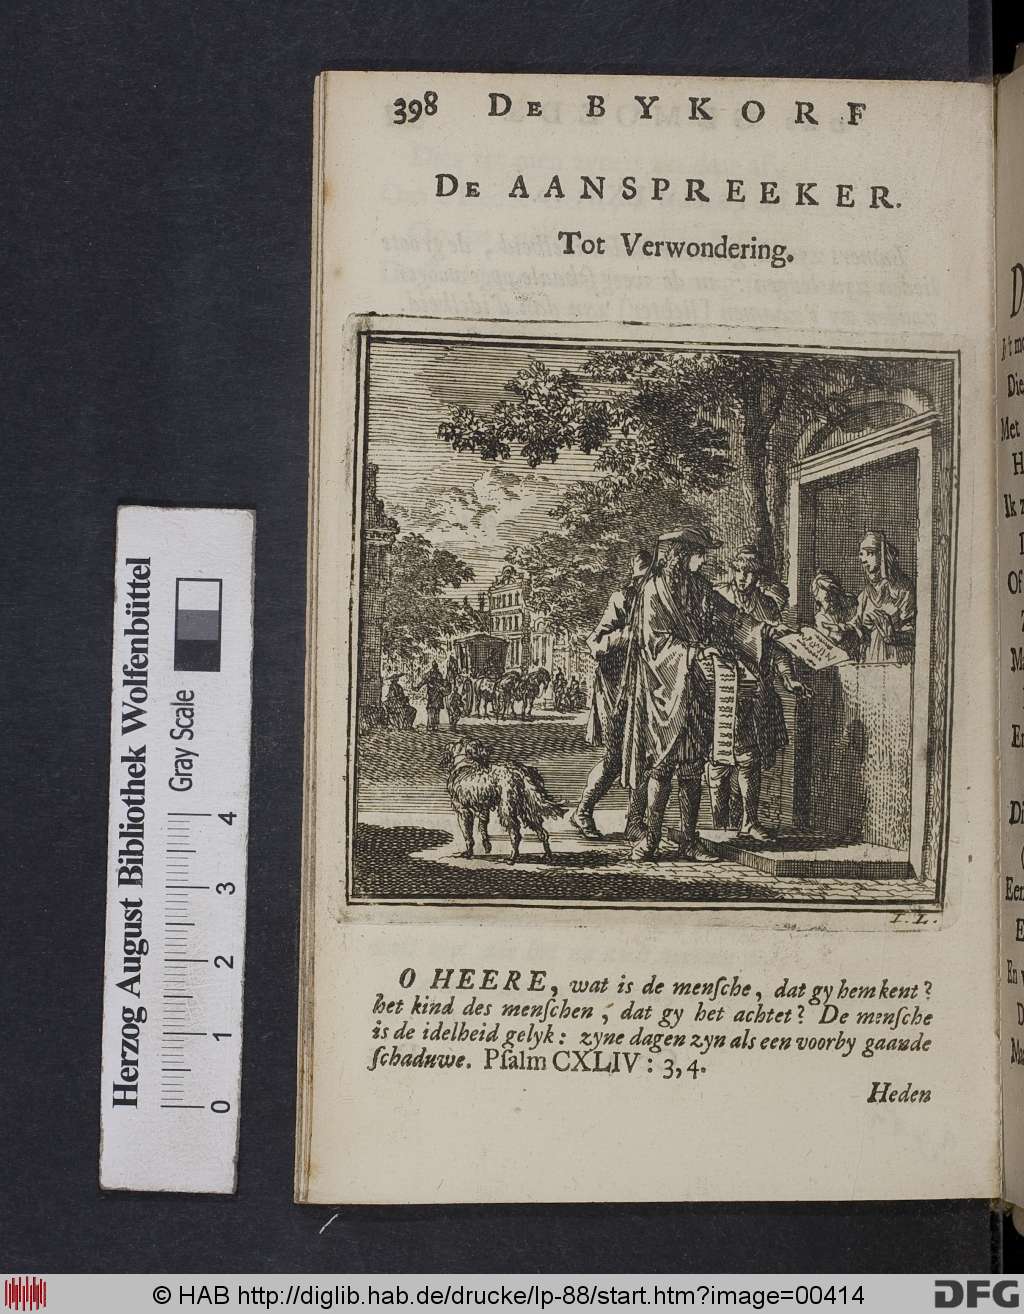 398 DE BYKORF
DE AANSPREEKER.
Tot Verwondering.
I. L.
O HEERE, wat is de menſche, dat gy hem kent?
het kind des menſchen, dat gy het achtet? De menſche
is de idelheid gelyk: zyne dagen zyn als een voorby gaande
ſchaduwe. Pſalm CXLIV: 3, 4.
Heden
Herzog August Bibliothek Wolfenbüttel
Gray Scale
0 1 2 3 4
© HAB http://diglib.hab.de/drucke/lp-88/start.htm?image=00414
DFG